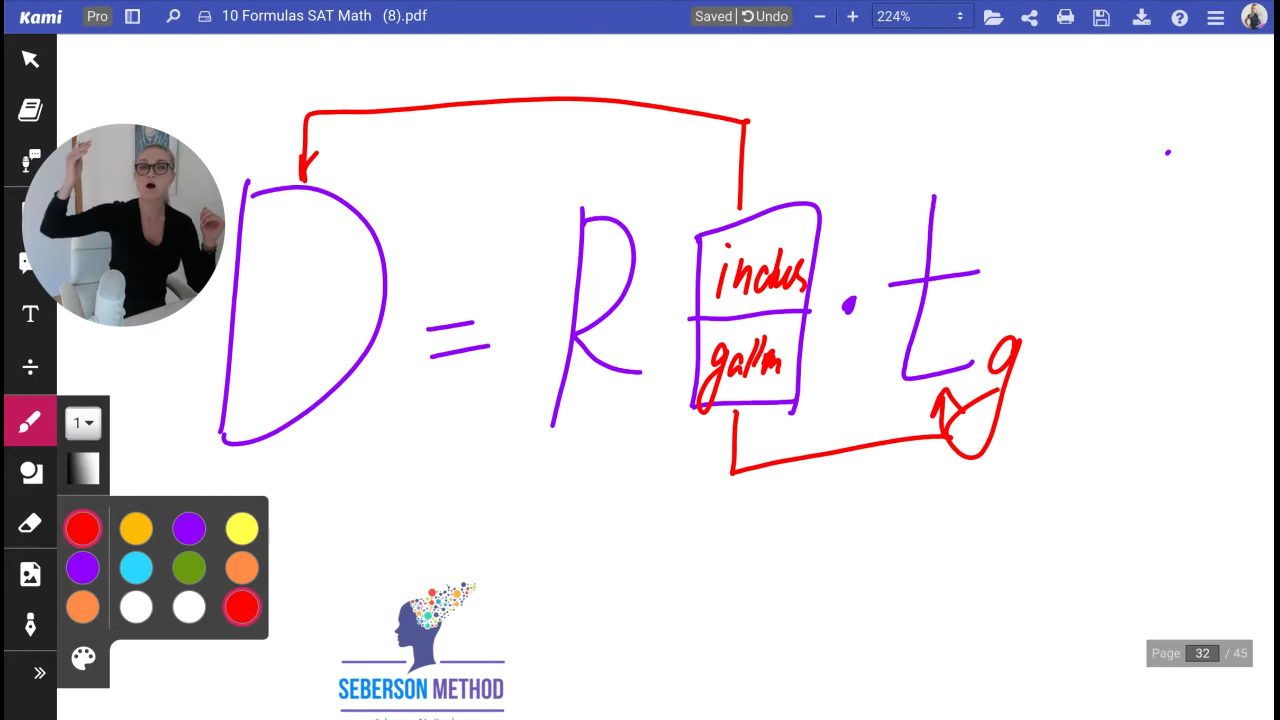 Kami Pro 10 Formulas SAT Math (8).pdf Saved Undo 224%
D = R inches · t
gallon g
T
1
SEBERSON METHOD
Page 32 / 45